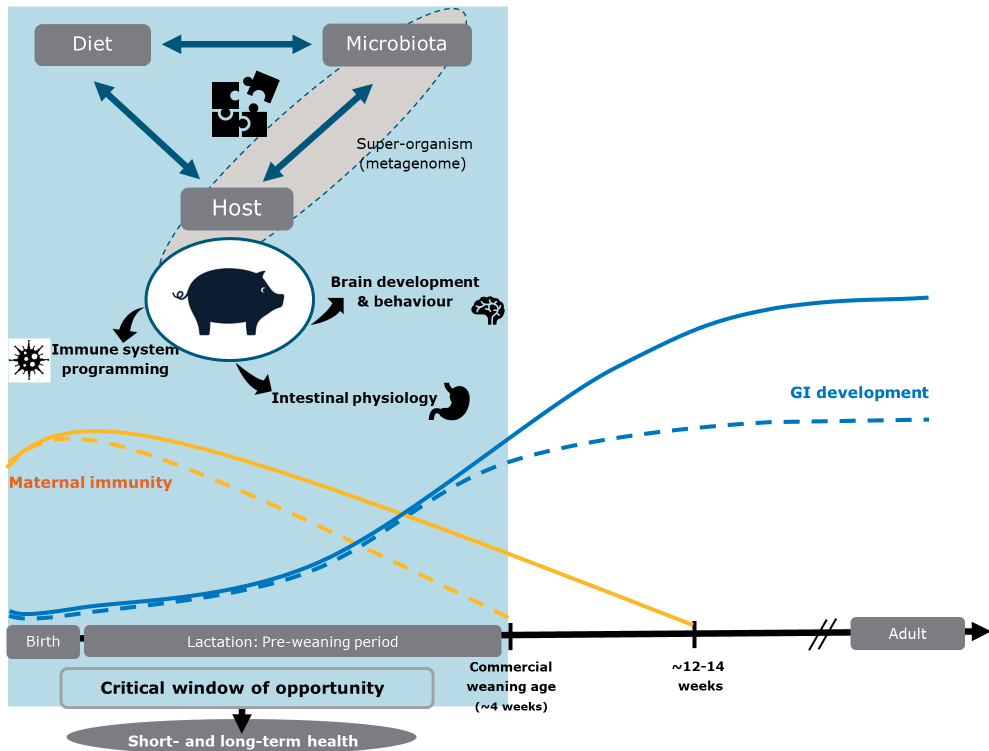 Diet
Microbiota
Super-organism
(metagenome)
Host
Brain development
& behaviour
Immune system
programming
Intestinal physiology
GI development
Maternal immunity
Birth
Lactation: Pre-weaning period
Adult
Commercial
weaning age
(~4 weeks)
~12-14
weeks
Critical window of opportunity
Short- and long-term health